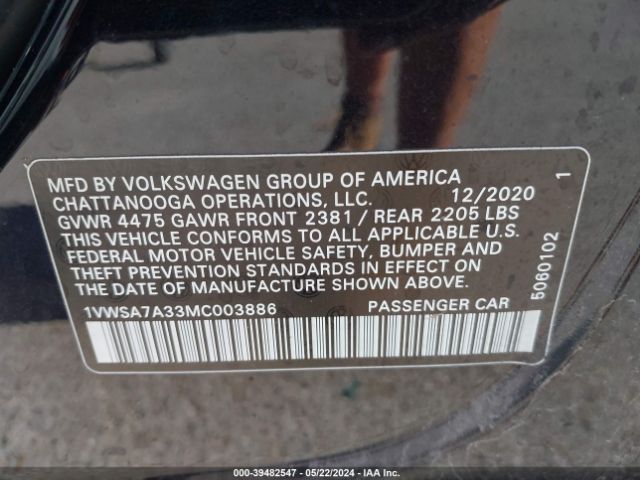 MFD BY VOLKSWAGEN GROUP OF AMERICA
CHATTANOOGA OPERATIONS, LLC. 12/2020
GVWR 4475 GAWR FRONT 2381 / REAR 2205 LBS
THIS VEHICLE CONFORMS TO ALL APPLICABLE U.S.
FEDERAL MOTOR VEHICLE SAFETY, BUMPER AND
THEFT PREVENTION STANDARDS IN EFFECT ON
THE DATE OF MANUFACTURE SHOWN ABOVE.
1VWSA7A33MC003886 PASSENGER CAR
5060102 1
000-39482547 - 05/22/2024 - IAA Inc.